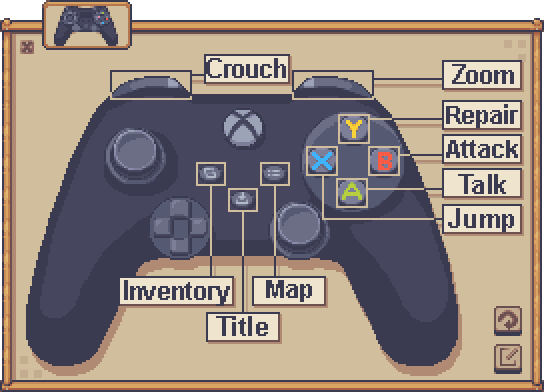 Crouch
Zoom
Repair
Y
Attack
X
B
Talk
A
Jump
Inventory
Map
Title